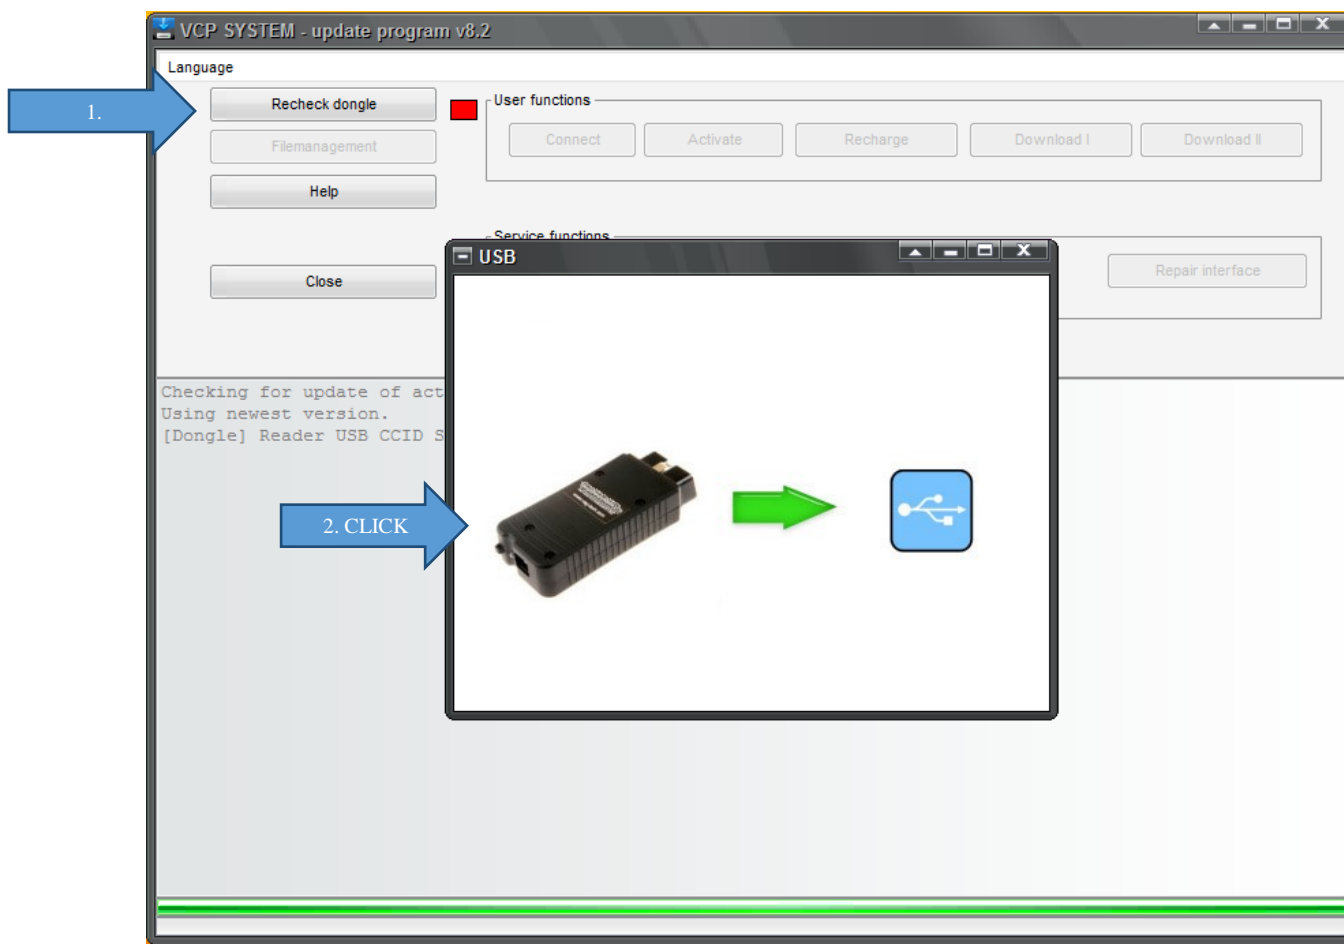 VCP SYSTEM - update program v8.2
Language
1.
Recheck dongle
Filemanagement
Help
Close
User functions
Connect
Activate
Recharge
Download I
Download II
Service functions
Repair interface
USB
Checking for update of act
Using newest version.
[Dongle] Reader USB CCID S
2. CLICK